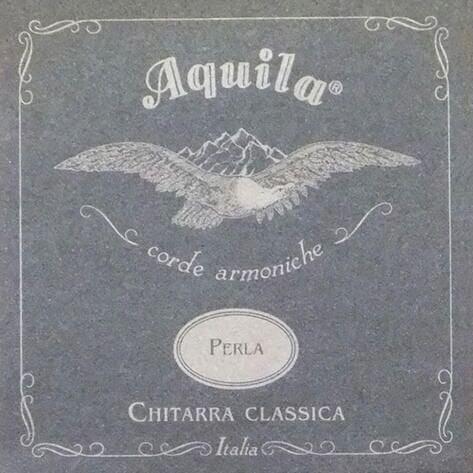 Aquila®
corde armoniche
PERLA
CHITARRA CLASSICA
Italia